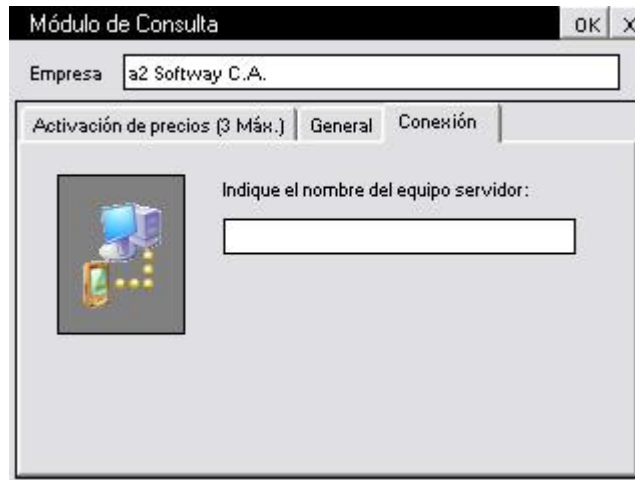 Módulo de Consulta OK X
Empresa a2 Softway C.A.
Activación de precios (3 Máx.) General Conexión
Indique el nombre del equipo servidor: